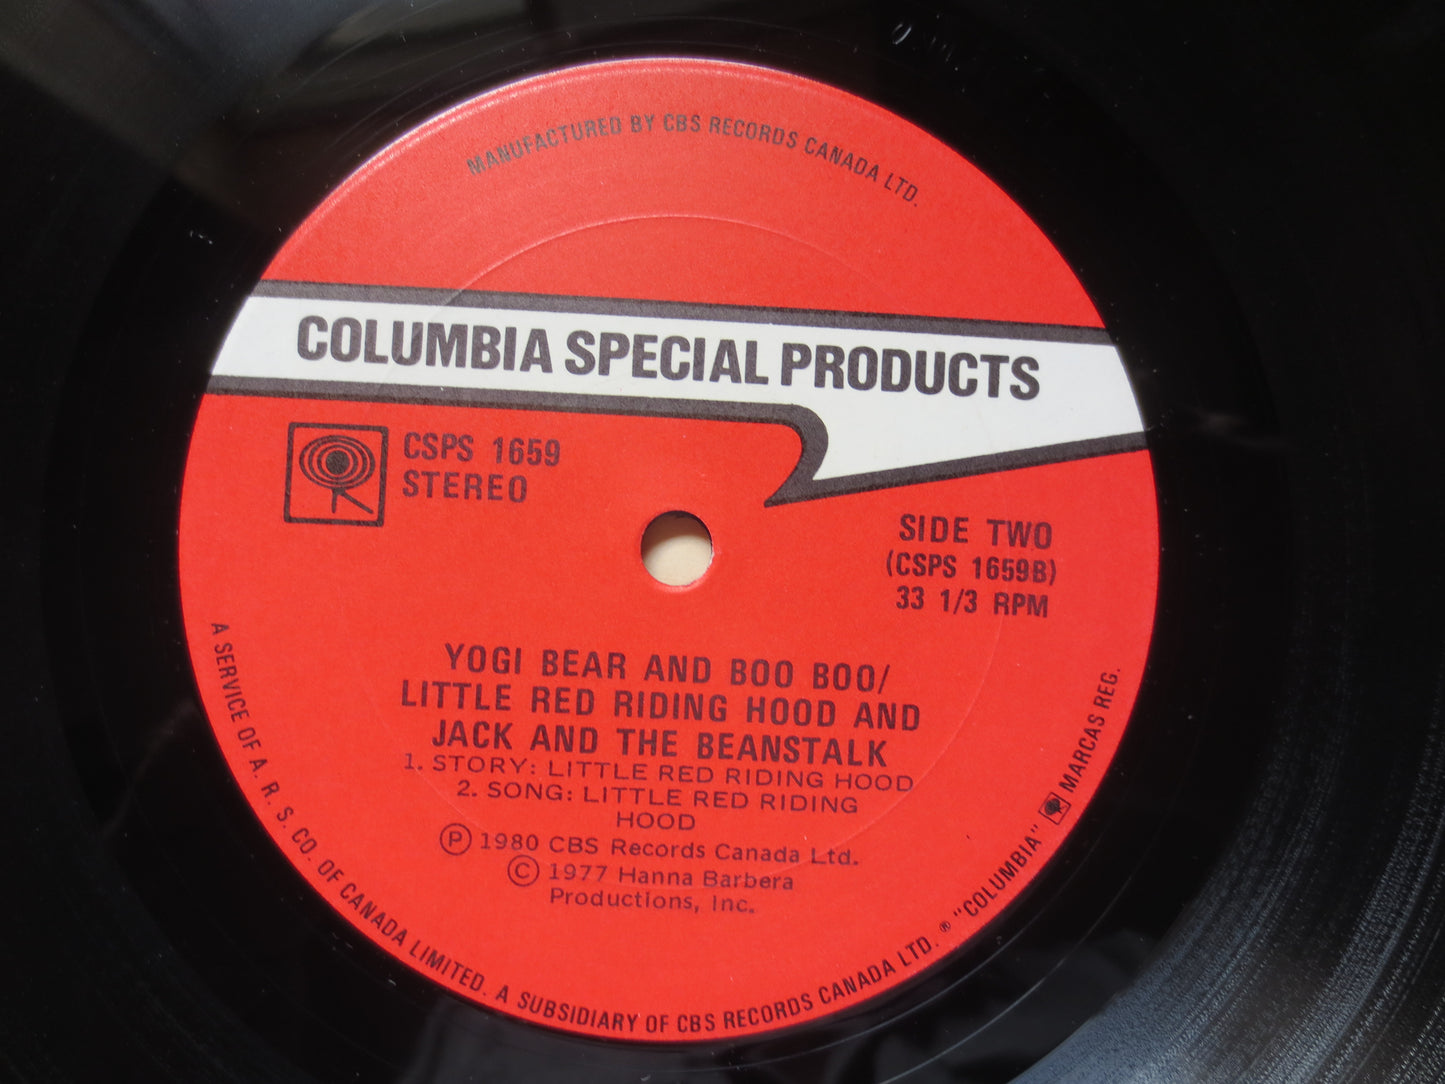 MANUFACTURED BY CBS RECORDS CANADA LTD.
COLUMBIA SPECIAL PRODUCTS
CSPS 1659
STEREO
SIDE TWO
(CSPS 1659B)
33 1/3 RPM
YOGI BEAR AND BOO BOO/
LITTLE RED RIDING HOOD AND
JACK AND THE BEANSTALK
1. STORY: LITTLE RED RIDING HOOD
2. SONG: LITTLE RED RIDING
HOOD
Ⓟ 1980 CBS Records Canada Ltd.
© 1977 Hanna Barbera
Productions, Inc.
A SERVICE OF A. R. S. CO. OF CANADA LIMITED. A SUBSIDIARY OF CBS RECORDS CANADA LTD. ® "COLUMBIA" MARCAS REG.